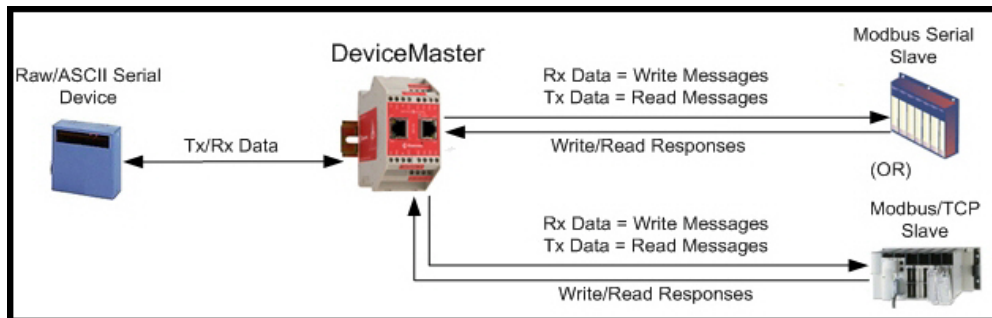 DeviceMaster
Raw/ASCII Serial
Device
Tx/Rx Data
Rx Data = Write Messages
Tx Data = Read Messages
Write/Read Responses
Modbus Serial
Slave
(OR)
Rx Data = Write Messages
Tx Data = Read Messages
Write/Read Responses
Modbus/TCP
Slave